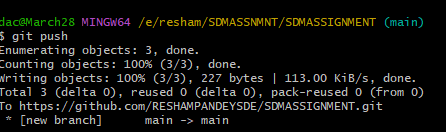 dac@March28 MINGW64 /e/resham/SDMASSNMNT/SDMASSIGNMENT (main)
$ git push
Enumerating objects: 3, done.
Counting objects: 100% (3/3), done.
Writing objects: 100% (3/3), 227 bytes | 113.00 KiB/s, done.
Total 3 (delta 0), reused 0 (delta 0), pack-reused 0 (from 0)
To https://github.com/RESHAMPANDEYSDE/SDMASSIGNMENT.git
 * [new branch]      main -> main